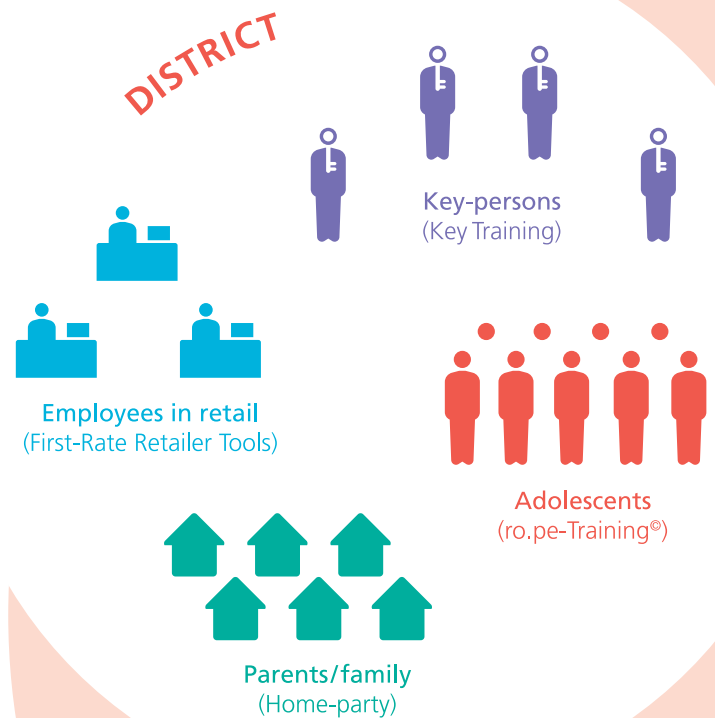 DISTRICT
Key-persons
(Key Training)
Employees in retail
(First-Rate Retailer Tools)
Adolescents
(ro.pe-Training©)
Parents/family
(Home-party)